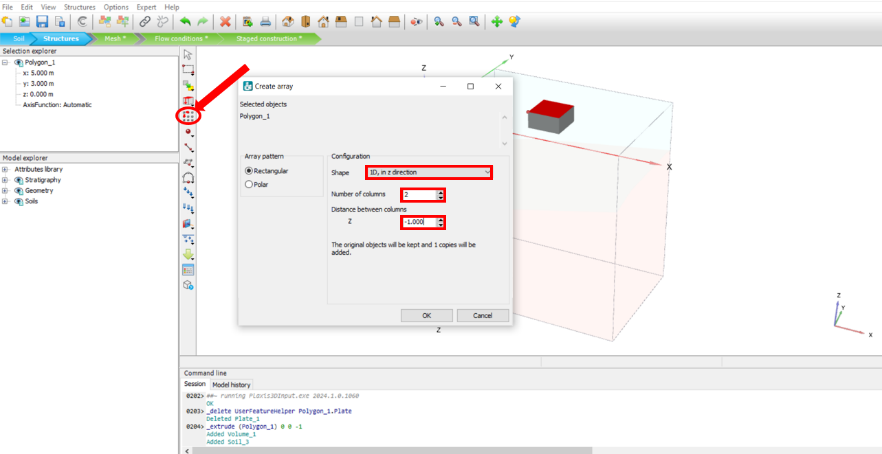 File Edit View Structures Options Expert Help
Soil Structures Mesh * Flow conditions * Staged construction *
Selection explorer
Polygon_1
x: 5.000 m
y: 3.000 m
z: 0.000 m
AxisFunction: Automatic
Model explorer
Attributes library
Stratigraphy
Geometry
Soils
Create array
Selected objects
Polygon_1
Array pattern
Rectangular
Polar
Configuration
Shape 1D, in z direction
Number of columns 2
Distance between columns
Z -1.000
The original objects will be kept and 1 copies will be
added.
OK Cancel
Z
Y
X
Z
Z
Y
X
Command line
Session Model history
0202> ##- running Plaxis3DInput.exe 2024.1.0.1060
OK
0203> _delete UserFeatureHelper Polygon_1.Plate
Deleted Plate_1
0204> _extrude (Polygon_1) 0 0 -1
Added Volume_1
Added Soil_3